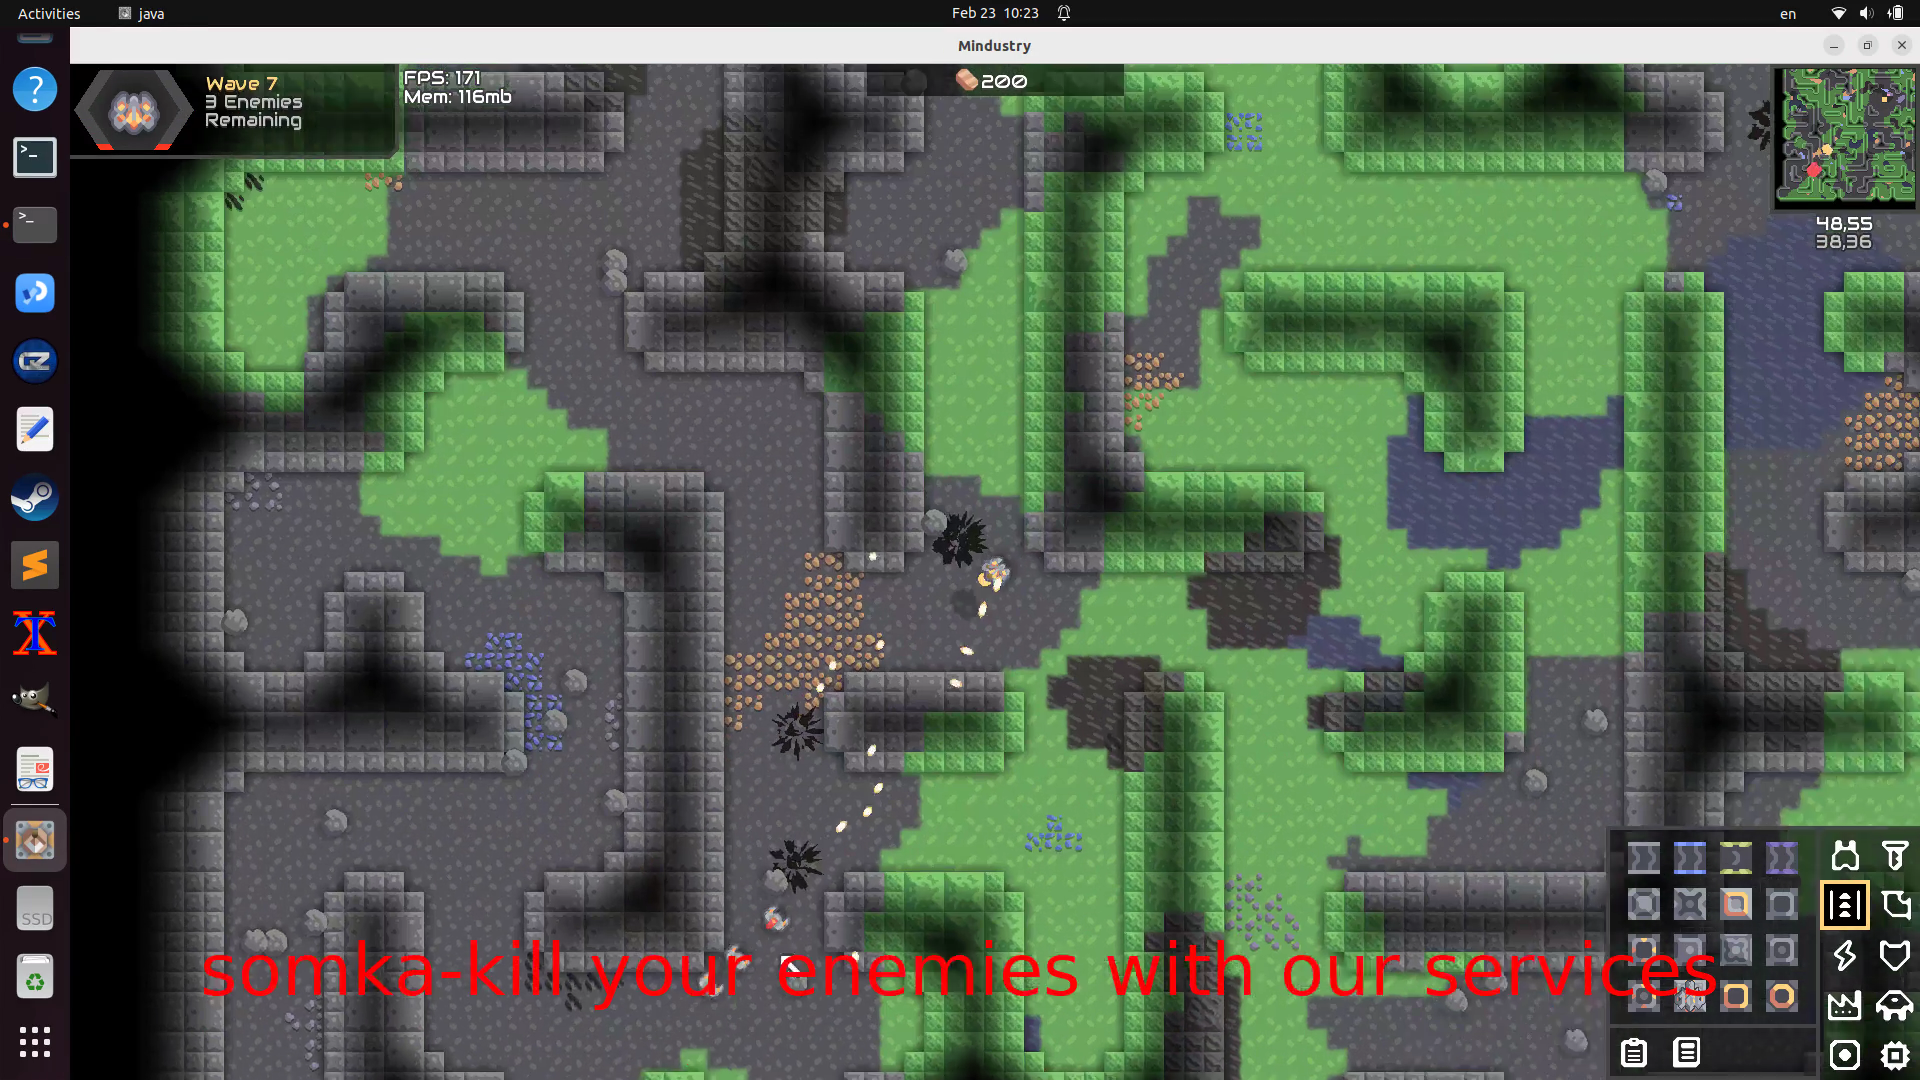 Activities
java
Feb 23 10:23
en
Mindustry
Wave 7
3 Enemies
Remaining
FPS: 171
Mem: 116mb
200
48,55
38,36
SSD
somka-kill your enemies with our services